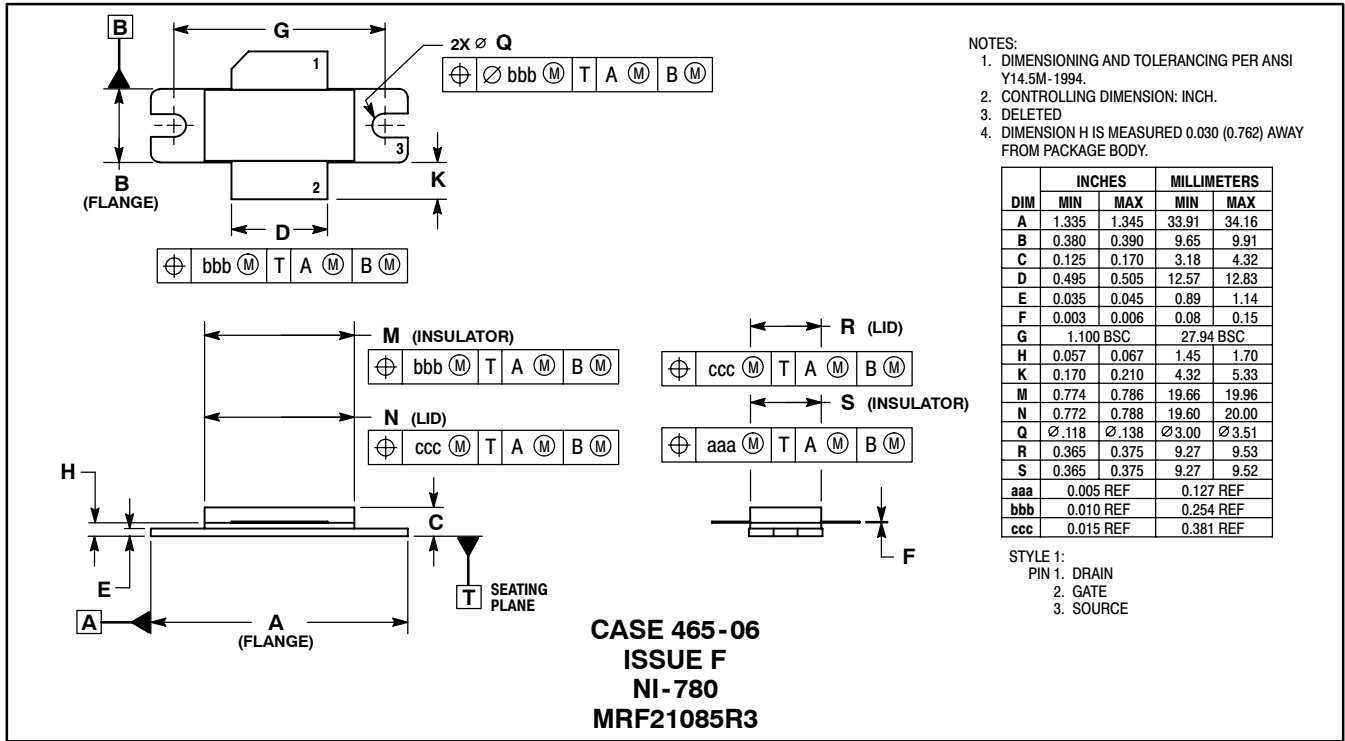 B
G
2X ⌀ Q
⌖ ⌀ bbb Ⓜ T A Ⓜ B Ⓜ
1
3
2
B
(FLANGE)
K
D
⌖ bbb Ⓜ T A Ⓜ B Ⓜ
M (INSULATOR)
⌖ bbb Ⓜ T A Ⓜ B Ⓜ
N (LID)
⌖ ccc Ⓜ T A Ⓜ B Ⓜ
R (LID)
⌖ ccc Ⓜ T A Ⓜ B Ⓜ
S (INSULATOR)
⌖ aaa Ⓜ T A Ⓜ B Ⓜ
H
C
E
F
T SEATING
PLANE
A
A
(FLANGE)
CASE 465-06
ISSUE F
NI-780
MRF21085R3
NOTES:
1. DIMENSIONING AND TOLERANCING PER ANSI
Y14.5M-1994.
2. CONTROLLING DIMENSION: INCH.
3. DELETED
4. DIMENSION H IS MEASURED 0.030 (0.762) AWAY
FROM PACKAGE BODY.
INCHES MILLIMETERS
DIM MIN MAX MIN MAX
A 1.335 1.345 33.91 34.16
B 0.380 0.390 9.65 9.91
C 0.125 0.170 3.18 4.32
D 0.495 0.505 12.57 12.83
E 0.035 0.045 0.89 1.14
F 0.003 0.006 0.08 0.15
G 1.100 BSC 27.94 BSC
H 0.057 0.067 1.45 1.70
K 0.170 0.210 4.32 5.33
M 0.774 0.786 19.66 19.96
N 0.772 0.788 19.60 20.00
Q ⌀.118 ⌀.138 ⌀3.00 ⌀3.51
R 0.365 0.375 9.27 9.53
S 0.365 0.375 9.27 9.52
aaa 0.005 REF 0.127 REF
bbb 0.010 REF 0.254 REF
ccc 0.015 REF 0.381 REF
STYLE 1:
PIN 1. DRAIN
2. GATE
3. SOURCE